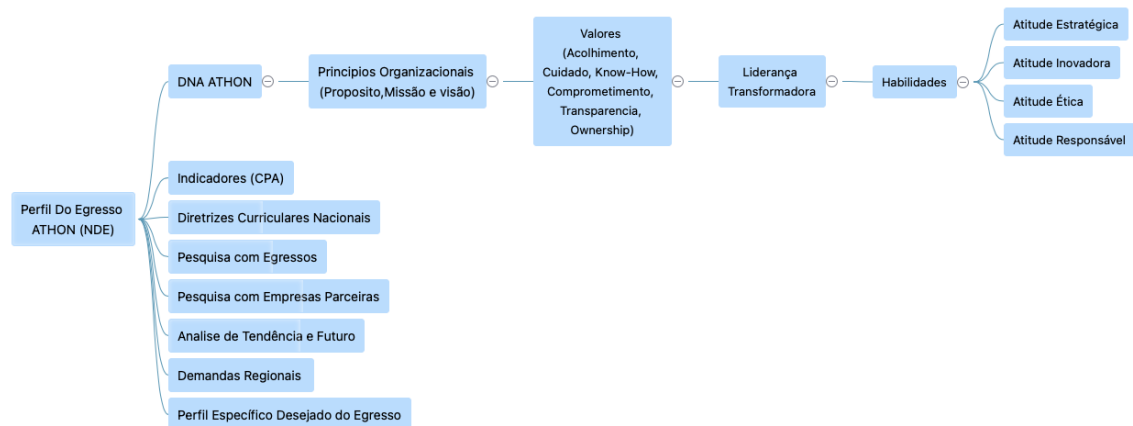 Perfil Do Egresso
ATHON (NDE)
DNA ATHON
Principios Organizacionais
(Proposito,Missão e visão)
Valores
(Acolhimento,
Cuidado, Know-How,
Comprometimento,
Transparencia,
Ownership)
Liderança
Transformadora
Habilidades
Atitude Estratégica
Atitude Inovadora
Atitude Ética
Atitude Responsável
Indicadores (CPA)
Diretrizes Curriculares Nacionais
Pesquisa com Egressos
Pesquisa com Empresas Parceiras
Analise de Tendência e Futuro
Demandas Regionais
Perfil Específico Desejado do Egresso